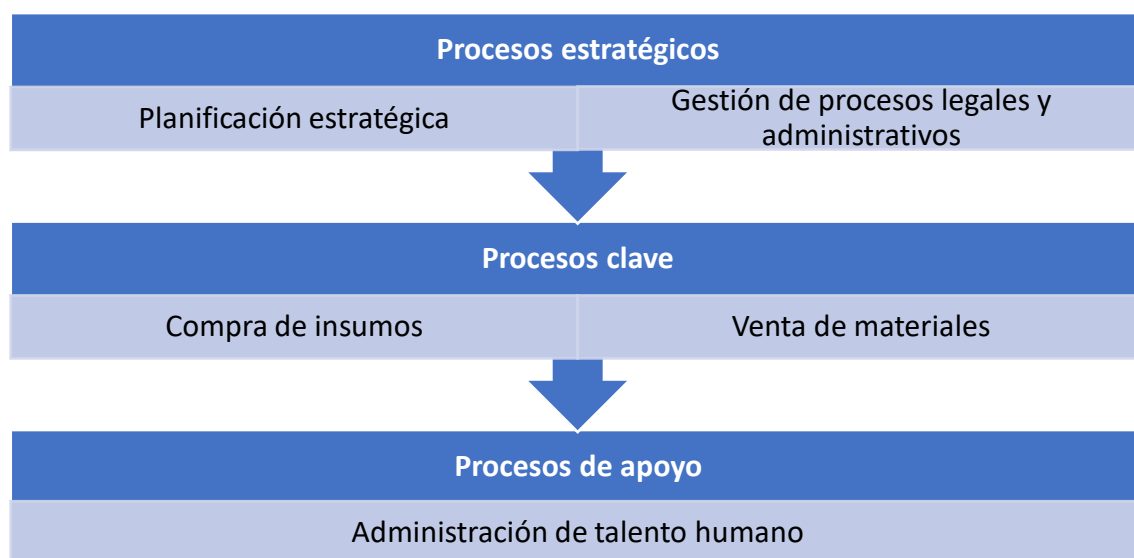 Procesos estratégicos
Planificación estratégica
Gestión de procesos legales y
administrativos
Procesos clave
Compra de insumos
Venta de materiales
Procesos de apoyo
Administración de talento humano